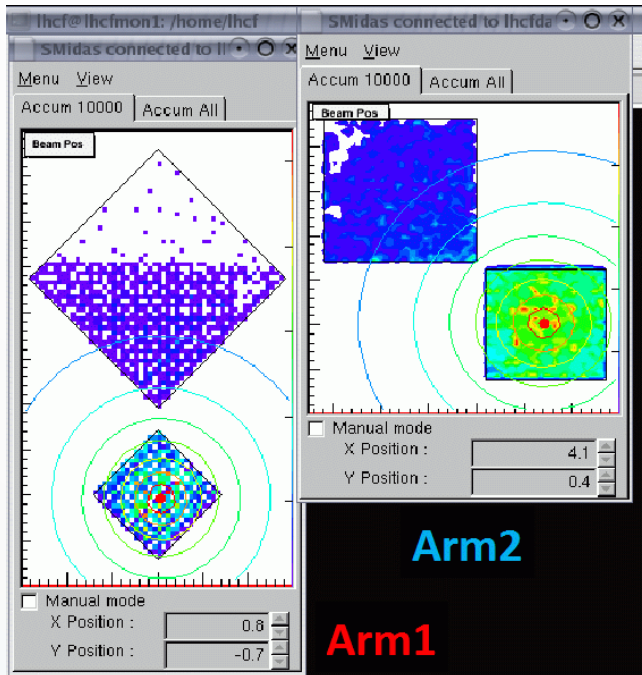 lhcf@lhcfmon1: /home/lhcf
SMidas connected to lh
Menu View
Accum 10000 Accum All
Beam Pos
Manual mode
X Position : 0.6
Y Position : -0.7
SMidas connected to lhcfda
Menu View
Accum 10000 Accum All
Beam Pos
Manual mode
X Position : 4.1
Y Position : 0.4
Arm2
Arm1